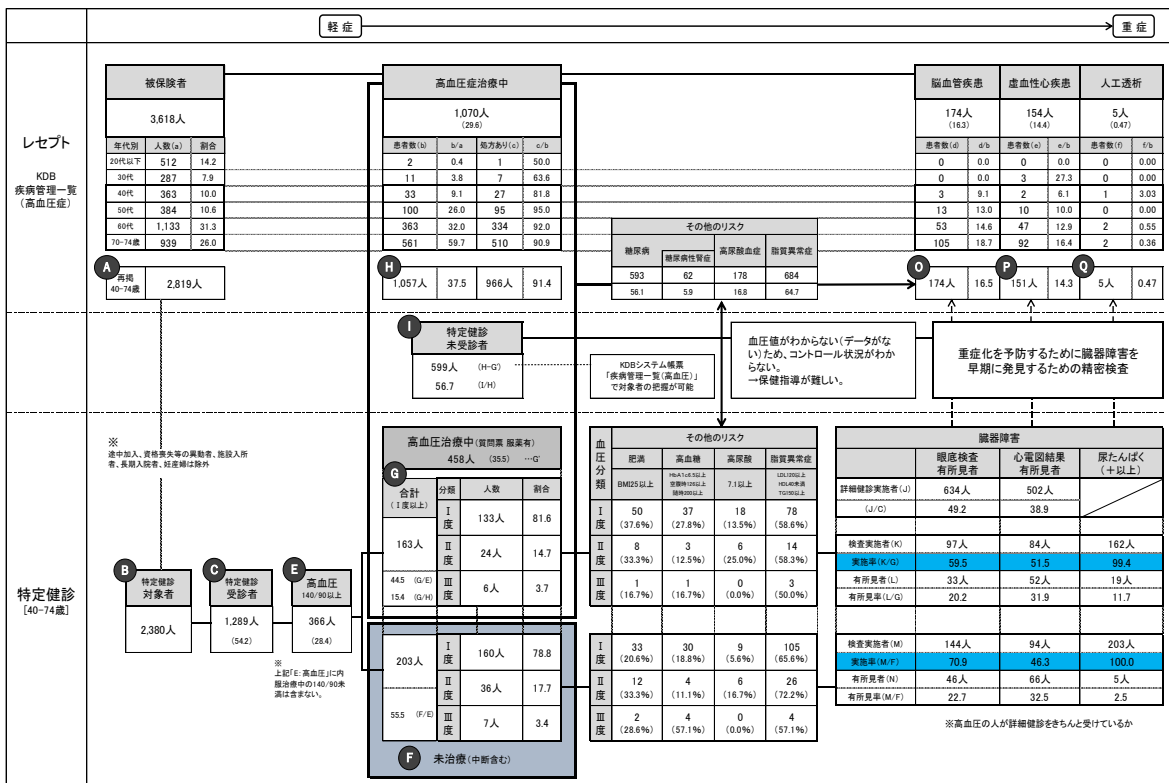 軽症
重症
レセプト
KDB
疾病管理一覧
(高血圧症)
被保険者
3,618人
年代別 人数(a) 割合
20代以下 512 14.2
30代 287 7.9
40代 363 10.0
50代 384 10.6
60代 1,133 31.3
70-74歳 939 26.0
A
再掲
40-74歳
2,819人
高血圧症治療中
1,070人
(29.6)
患者数(b) b/a 処方あり(c) c/b
2 0.4 1 50.0
11 3.8 7 63.6
33 9.1 27 81.8
100 26.0 95 95.0
363 32.0 334 92.0
561 59.7 510 90.9
H
1,057人 37.5 966人 91.4
その他のリスク
糖尿病 糖尿病性腎症 高尿酸血症 脂質異常症
593 62 178 684
56.1 5.9 16.8 64.7
脳血管疾患 虚血性心疾患 人工透析
174人 154人 5人
(16.3) (14.4) (0.47)
患者数(d) d/b 患者数(e) e/b 患者数(f) f/b
0 0.0 0 0.0 0 0.00
0 0.0 3 27.3 0 0.00
3 9.1 2 6.1 1 3.03
13 13.0 10 10.0 0 0.00
53 14.6 47 12.9 2 0.55
105 18.7 92 16.4 2 0.36
O P Q
174人 16.5 151人 14.3 5人 0.47
I
特定健診
未受診者
599人 (H-G')
56.7 (I/H)
KDBシステム帳票
「疾病管理一覧(高血圧)」
で対象者の把握が可能
血圧値がわからない(データがな
い)ため、コントロール状況がわか
らない。
→保健指導が難しい。
重症化を予防するために臓器障害を
早期に発見するための精密検査
特定健診
[40-74歳]
※
途中加入、資格喪失等の異動者、施設入所
者、長期入院者、妊産婦は除外
B
特定健診
対象者
2,380人
C
特定健診
受診者
1,289人
(54.2)
E
高血圧
140/90以上
366人
(28.4)
※
上記「E:高血圧」に内
服治療中の140/90未
満は含まない。
高血圧治療中(質問票 服薬有)
458人 (35.5) …G'
G
合計
(Ⅰ度以上)
分類 人数 割合
163人
44.5 (G/E)
15.4 (G/H)
Ⅰ度 133人 81.6
Ⅱ度 24人 14.7
Ⅲ度 6人 3.7
203人
55.5 (F/E)
Ⅰ度 160人 78.8
Ⅱ度 36人 17.7
Ⅲ度 7人 3.4
F 未治療(中断含む)
血圧分類
その他のリスク
肥満 高血糖 高尿酸 脂質異常症
BMI25以上
HbA1c6.5以上
空腹時126以上
随時200以上
7.1以上
LDL120以上
HDL40未満
TG150以上
Ⅰ度 50 37 18 78
(37.6%) (27.8%) (13.5%) (58.6%)
Ⅱ度 8 3 6 14
(33.3%) (12.5%) (25.0%) (58.3%)
Ⅲ度 1 1 0 3
(16.7%) (16.7%) (0.0%) (50.0%)
Ⅰ度 33 30 9 105
(20.6%) (18.8%) (5.6%) (65.6%)
Ⅱ度 12 4 6 26
(33.3%) (11.1%) (16.7%) (72.2%)
Ⅲ度 2 4 0 4
(28.6%) (57.1%) (0.0%) (57.1%)
臓器障害
眼底検査
有所見者
心電図結果
有所見者
尿たんぱく
(+以上)
詳細健診実施者(J) 634人 502人
(J/C) 49.2 38.9
検査実施者(K) 97人 84人 162人
実施率(K/G) 59.5 51.5 99.4
有所見者(L) 33人 52人 19人
有所見率(L/G) 20.2 31.9 11.7
検査実施者(M) 144人 94人 203人
実施率(M/F) 70.9 46.3 100.0
有所見者(N) 46人 66人 5人
有所見率(M/F) 22.7 32.5 2.5
※高血圧の人が詳細健診をきちんと受けているか